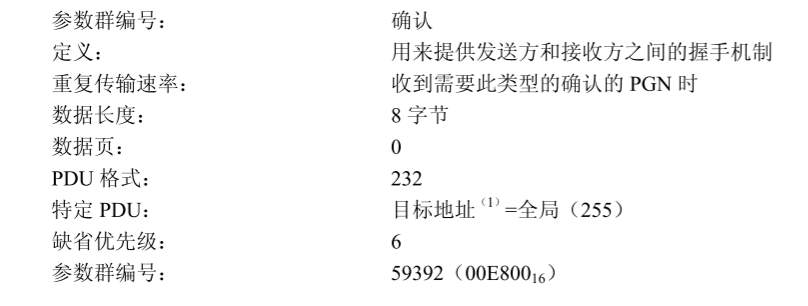 参数群编号： 确认
定义： 用来提供发送方和接收方之间的握手机制
重复传输速率： 收到需要此类型的确认的 PGN 时
数据长度： 8 字节
数据页： 0
PDU 格式： 232
特定 PDU： 目标地址（1）=全局（255）
缺省优先级： 6
参数群编号： 59392（00E80016）